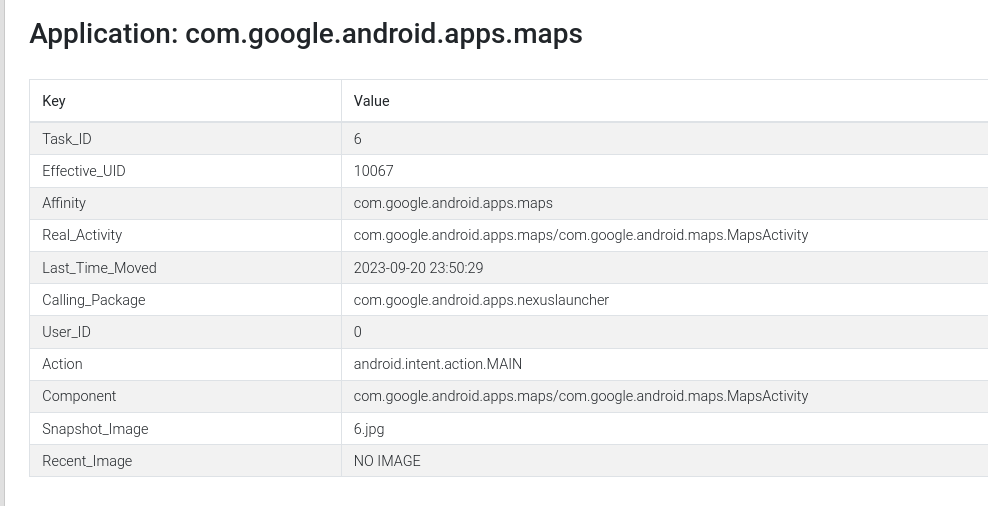 Application: com.google.android.apps.maps
Key Value
Task_ID 6
Effective_UID 10067
Affinity com.google.android.apps.maps
Real_Activity com.google.android.apps.maps/com.google.android.maps.MapsActivity
Last_Time_Moved 2023-09-20 23:50:29
Calling_Package com.google.android.apps.nexuslauncher
User_ID 0
Action android.intent.action.MAIN
Component com.google.android.apps.maps/com.google.android.maps.MapsActivity
Snapshot_Image 6.jpg
Recent_Image NO IMAGE